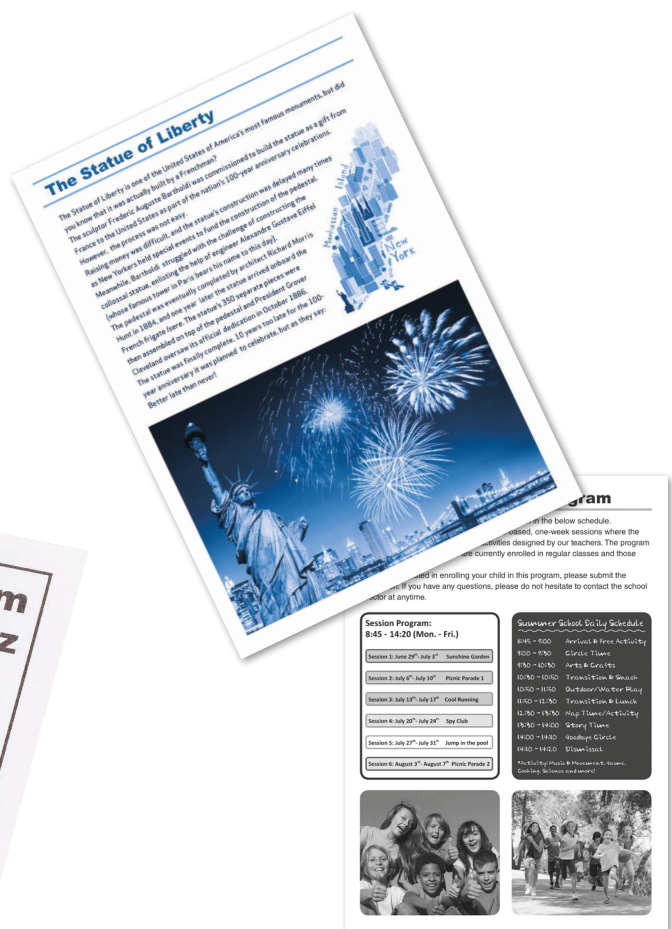 The Statue of Liberty
The Statue of Liberty is one of the United States of America's most famous monuments, but did
you know that it was actually built by a Frenchman?
The sculptor Frederic Auguste Bartholdi was commissioned to build the statue as a gift from
France to the United States as part of the nation's 100-year anniversary celebrations.
However, the process was not easy.
Raising money was difficult, and the statue's construction was delayed many times
as New Yorkers held special events to fund the construction of the pedestal.
Meanwhile, Bartholdi struggled with the challenge of constructing the
collossal statue, enlisting the help of engineer Alexandre Gustave Eiffel
(whose famous tower in Paris bears his name to this day).
The pedestal was eventually completed by architect Richard Morris
Hunt in 1884, and one year later the statue arrived onboard the
French frigate Isere. The statue's 350 separate pieces were
then assembled on top of the pedestal and President Grover
Cleveland oversaw its official dedication in October 1886.
The statue was finally complete, 10 years too late for the 100-
year anniversary it was planned to celebrate, but as they say:
Better late than never!
Manhattan Island
New
York
gram
in the below schedule.
based, one-week sessions where the
activities designed by our teachers. The program
are currently enrolled in regular classes and those
in enrolling your child in this program, please submit the
If you have any questions, please do not hesitate to contact the school
at anytime.
Session Program:
8:45 - 14:20 (Mon. - Fri.)
Session 1: June 29th- July 3rd Sunshine Garden
Session 2: July 6th- July 10th Picnic Parade 1
Session 3: July 13th- July 17th Cool Running
Session 4: July 20th- July 24th Spy Club
Session 5: July 27th- July 31st Jump in the pool
Session 6: August 3rd- August 7th Picnic Parade 2
Summer School Daily Schedule
8:45 - 9:00 Arrival & Free Activity
9:00 - 9:30 Circle Time
9:30 - 10:30 Arts & Crafts
10:30 - 10:50 Transition & Snack
10:50 - 11:50 Outdoor/Water Play
11:50 - 12:30 Transition & Lunch
12:30 - 13:30 Nap Time/Activity
13:30 - 14:00 Story Time
14:00 - 14:10 Goodbye Circle
14:10 - 14:20 Dismissal
*Activity: Music & Movement, Game,
Cooking, Science and more!
m
z